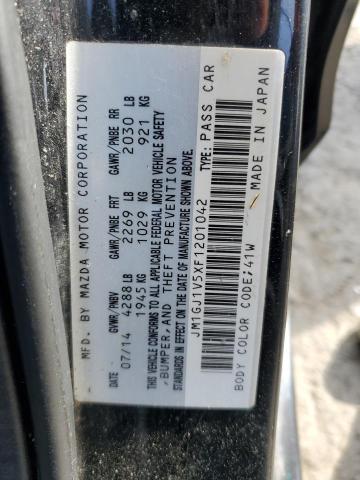 MFD. BY MAZDA MOTOR CORPORATION
DATE GVWR/PNBV GAWR/PNBE FRT GAWR/PNBE RR
07/14 4288 LB 2269 LB 2030 LB
1945 KG 1029 KG 921 KG
THIS VEHICLE CONFORMS TO ALL APPLICABLE FEDERAL MOTOR VEHICLE SAFETY
,BUMPER,AND THEFT PREVENTION
STANDARDS IN EFFECT ON THE DATE OF MANUFACTURE SHOWN ABOVE.
JM1GJ1V5XF1201042 TYPE: PASS CAR
BODY COLOR CODE;41W MADE IN JAPAN